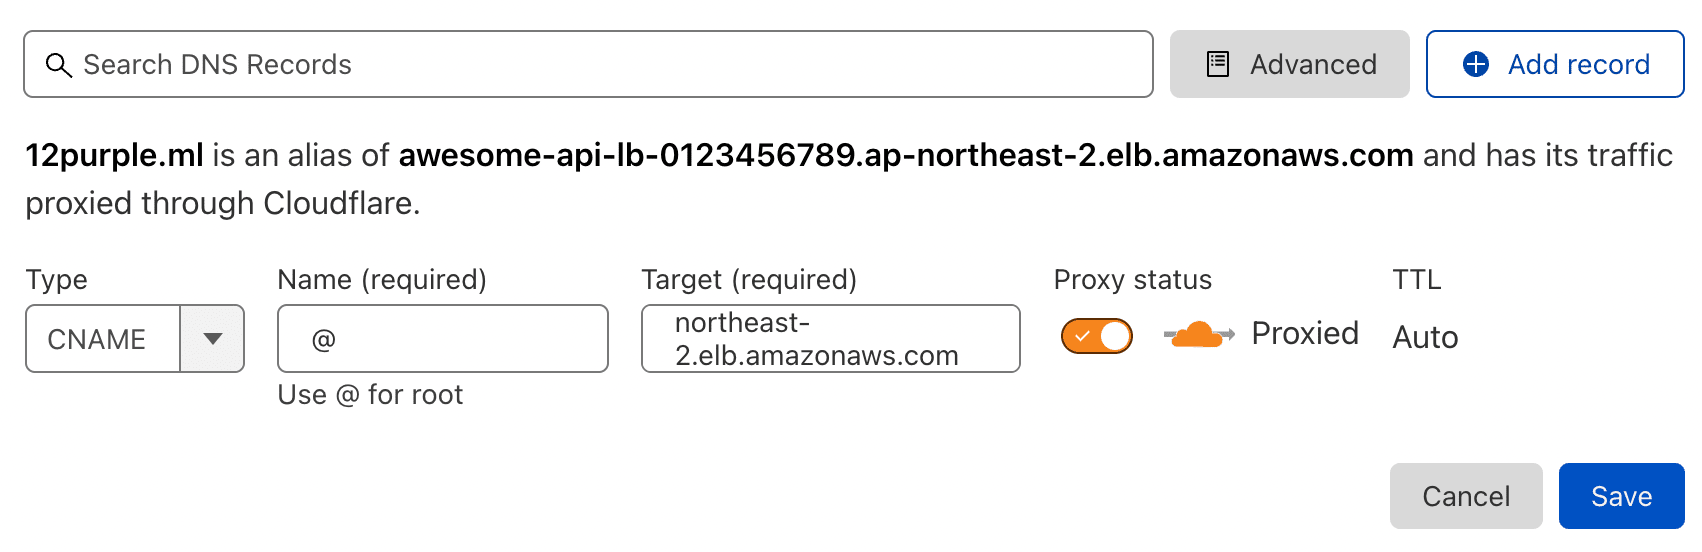 Search DNS Records
Advanced
Add record
12purple.ml is an alias of awesome-api-lb-0123456789.ap-northeast-2.elb.amazonaws.com and has its traffic
proxied through Cloudflare.
Type
Name (required)
Target (required)
Proxy status
TTL
CNAME
@
northeast-
2.elb.amazonaws.com
Proxied
Auto
Use @ for root
Cancel
Save